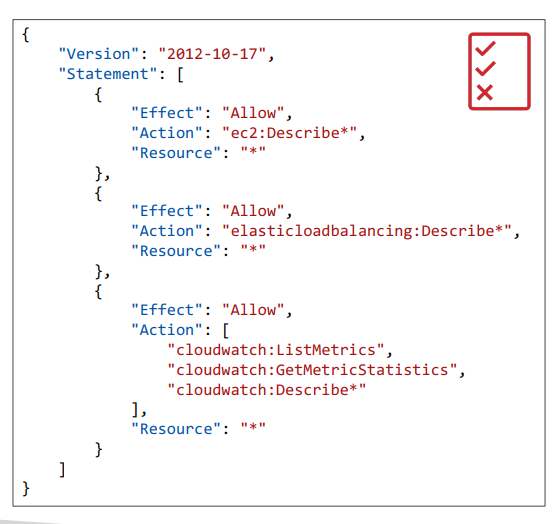 {
    "Version": "2012-10-17",
    "Statement": [
        {
            "Effect": "Allow",
            "Action": "ec2:Describe*",
            "Resource": "*"
        },
        {
            "Effect": "Allow",
            "Action": "elasticloadbalancing:Describe*",
            "Resource": "*"
        },
        {
            "Effect": "Allow",
            "Action": [
                "cloudwatch:ListMetrics",
                "cloudwatch:GetMetricStatistics",
                "cloudwatch:Describe*"
            ],
            "Resource": "*"
        }
    ]
}